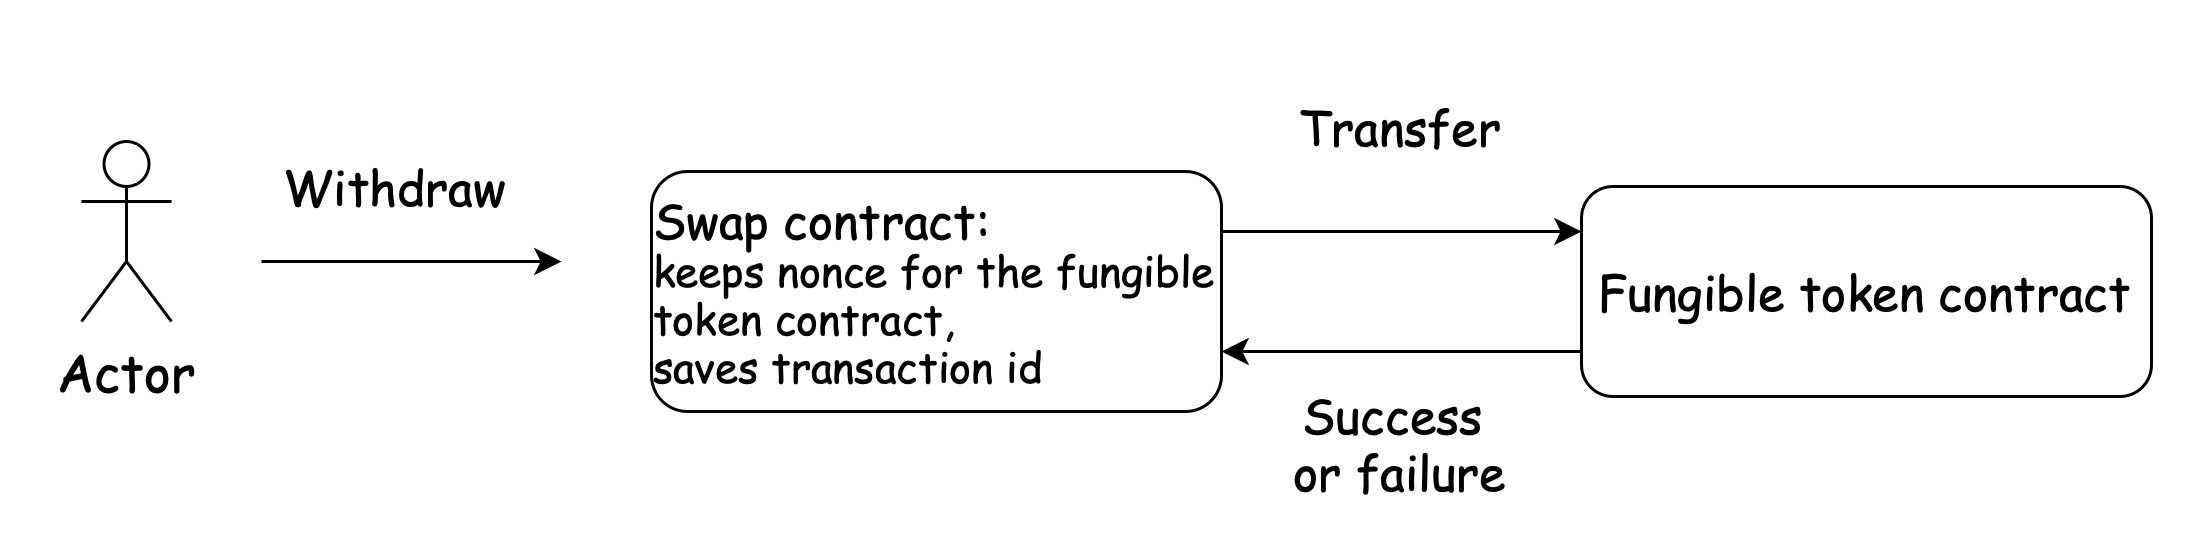 Actor
Withdraw
Swap contract:
keeps nonce for the fungible
token contract,
saves transaction id
Transfer
Success
or failure
Fungible token contract